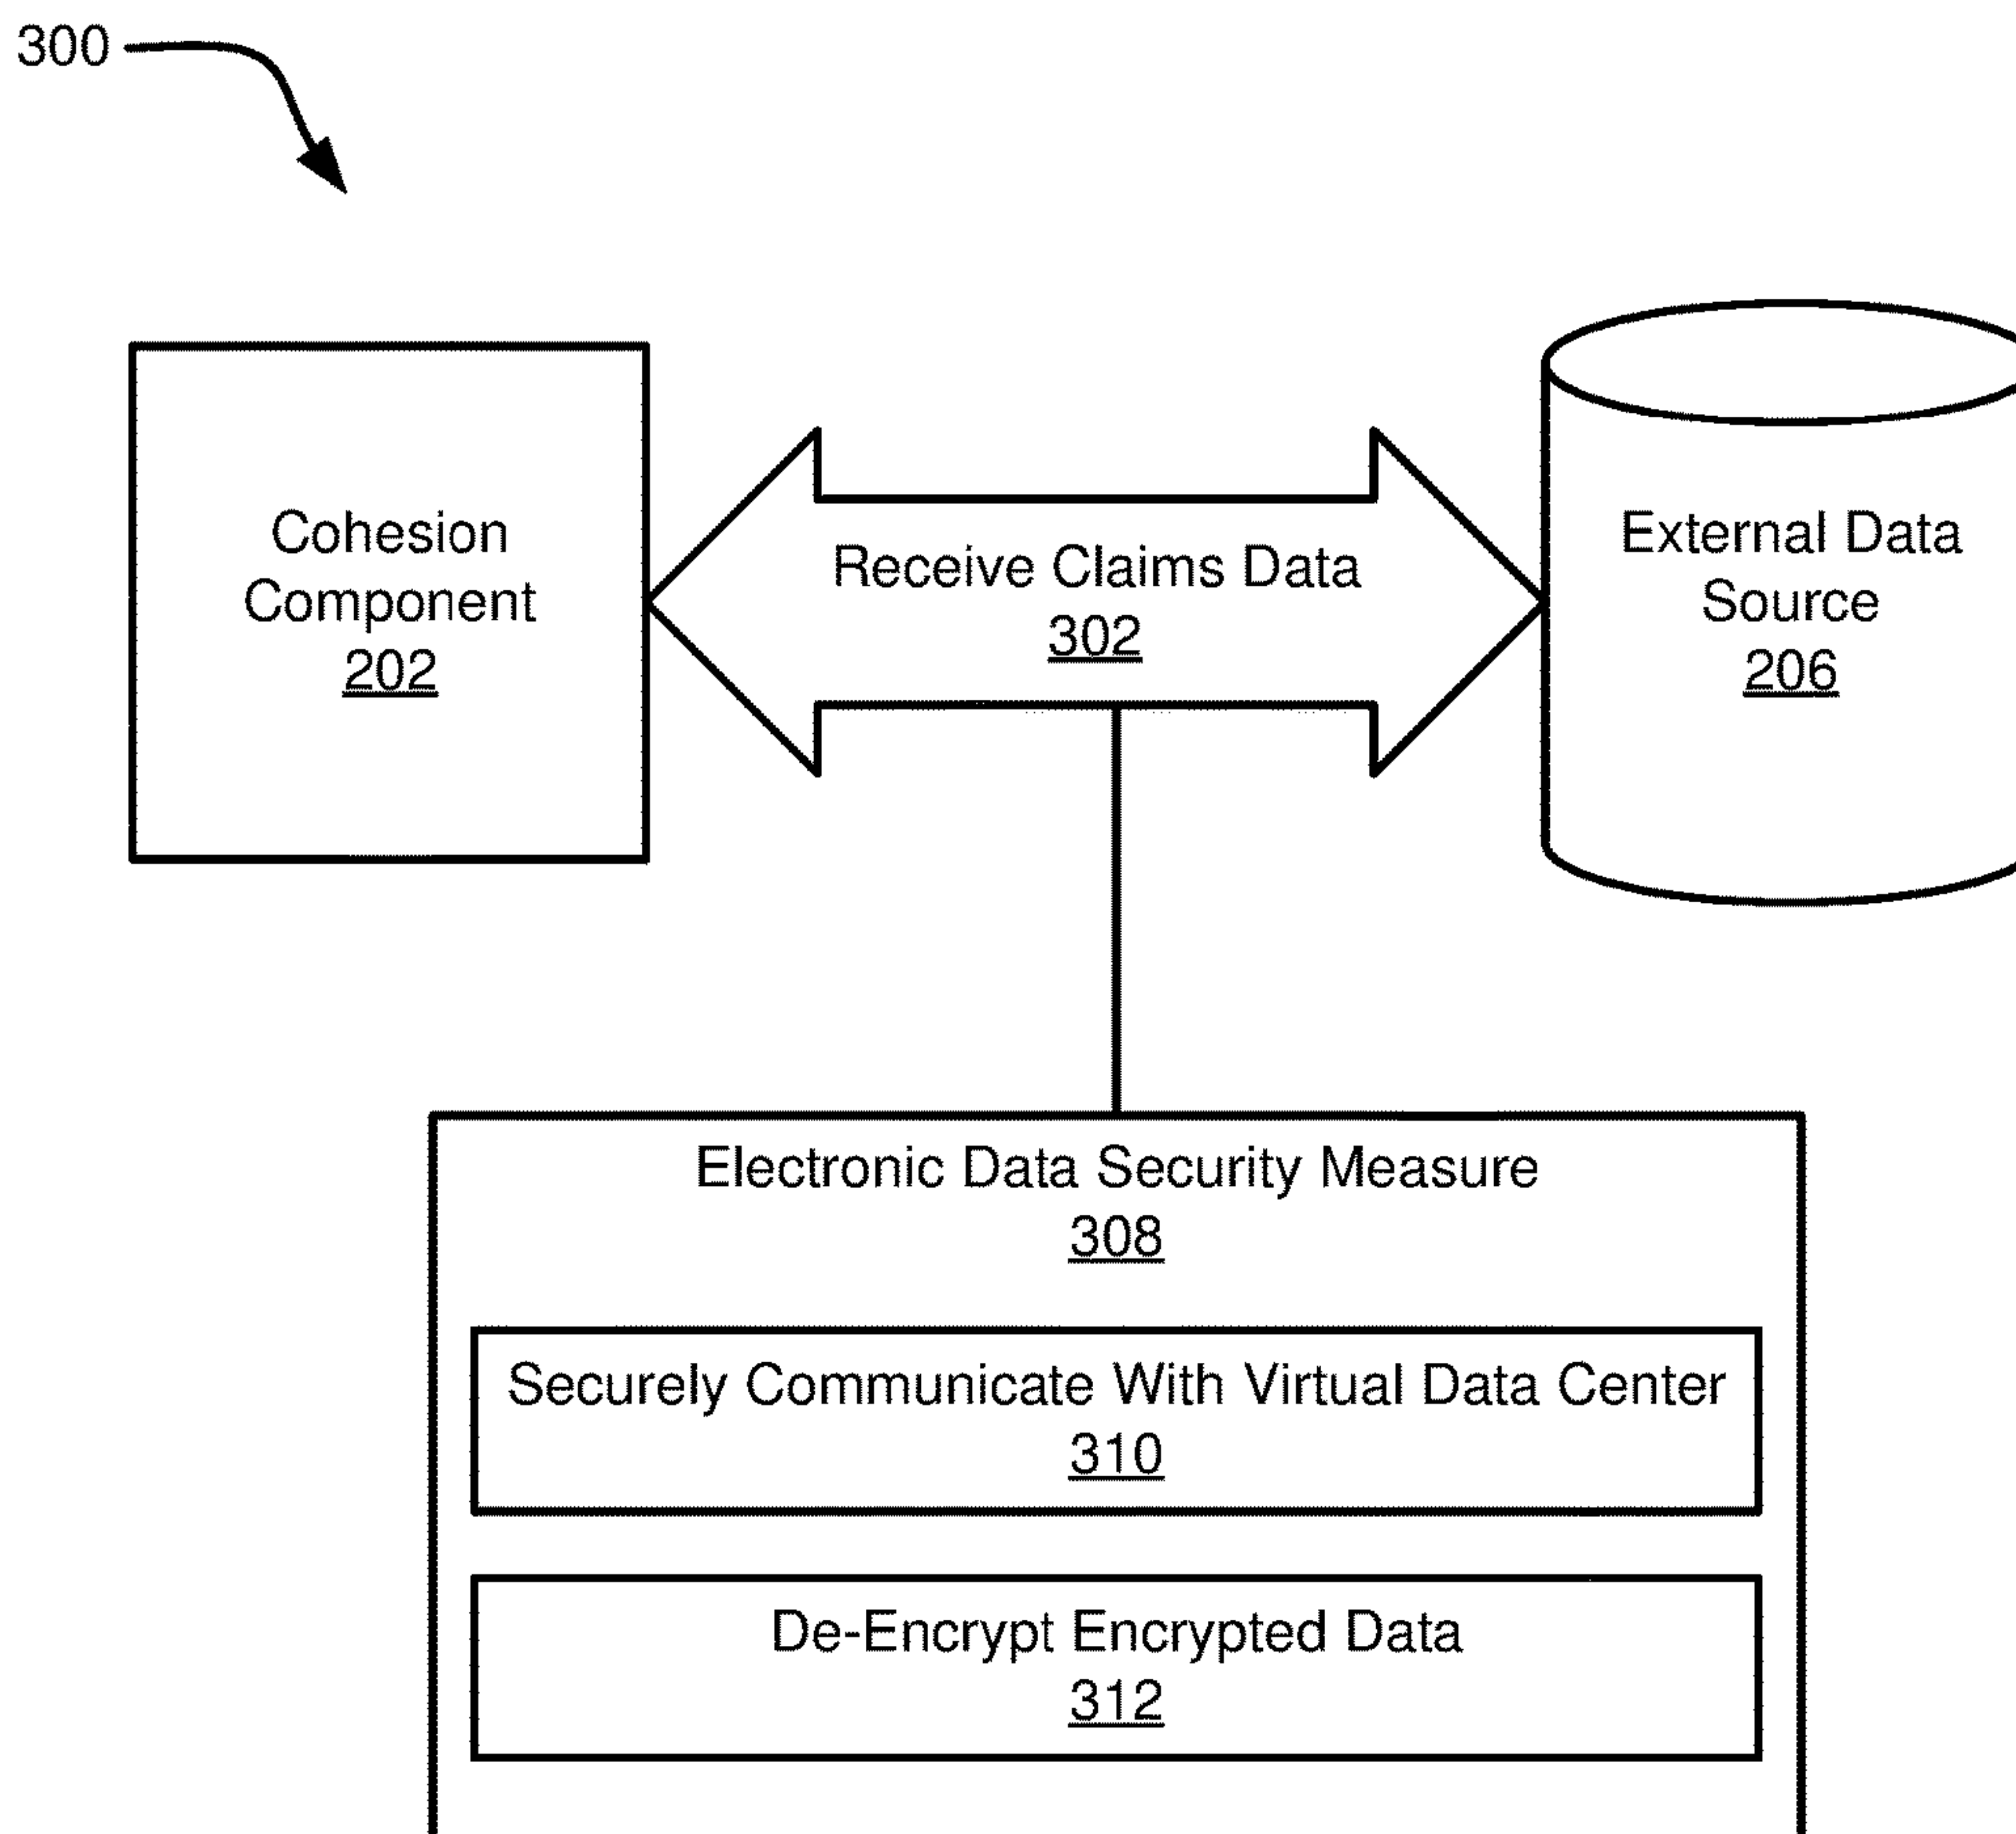 300
Cohesion
Component
202
Receive Claims Data
302
External Data
Source
206
Electronic Data Security Measure
308
Securely Communicate With Virtual Data Center
310
De-Encrypt Encrypted Data
312